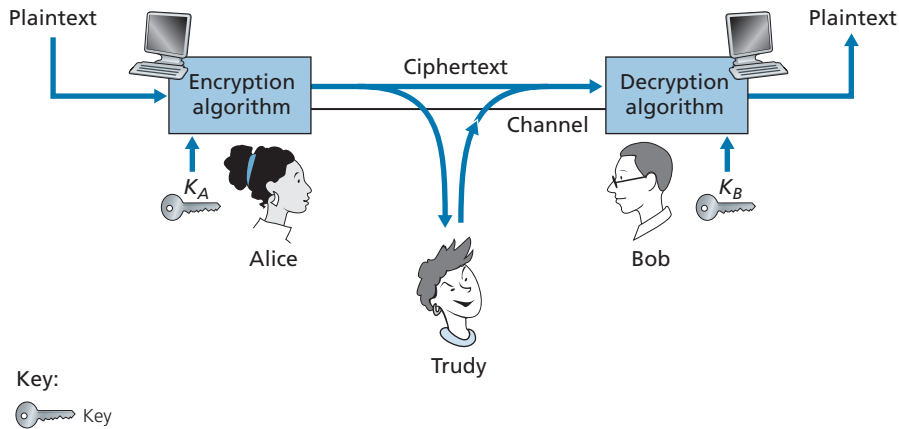 Plaintext
Plaintext
Encryption
algorithm
Ciphertext
Decryption
algorithm
Channel
K_A
K_B
Alice
Bob
Trudy
Key:
Key